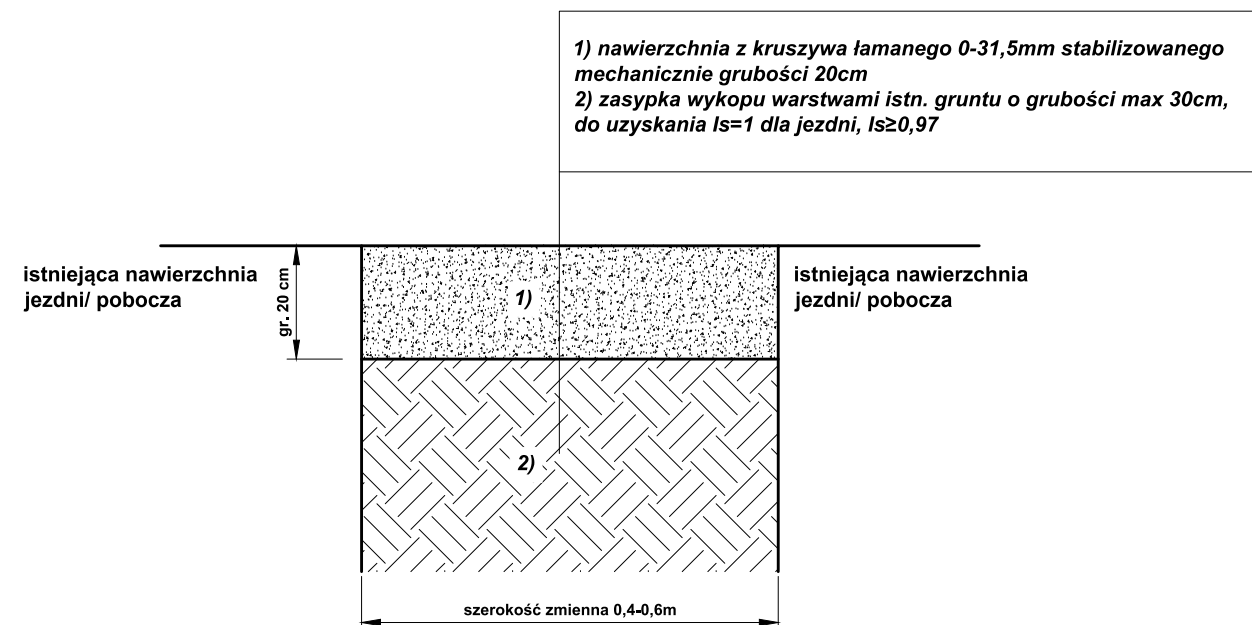 1) nawierzchnia z kruszywa łamanego 0-31,5mm stabilizowanego
mechanicznie grubości 20cm
2) zasypka wykopu warstwami istn. gruntu o grubości max 30cm,
do uzyskania Is=1 dla jezdni, Is≥0,97
istniejąca nawierzchnia
jezdni/ pobocza
gr. 20 cm
1)
istniejąca nawierzchnia
jezdni/ pobocza
2)
szerokość zmienna 0,4-0,6m